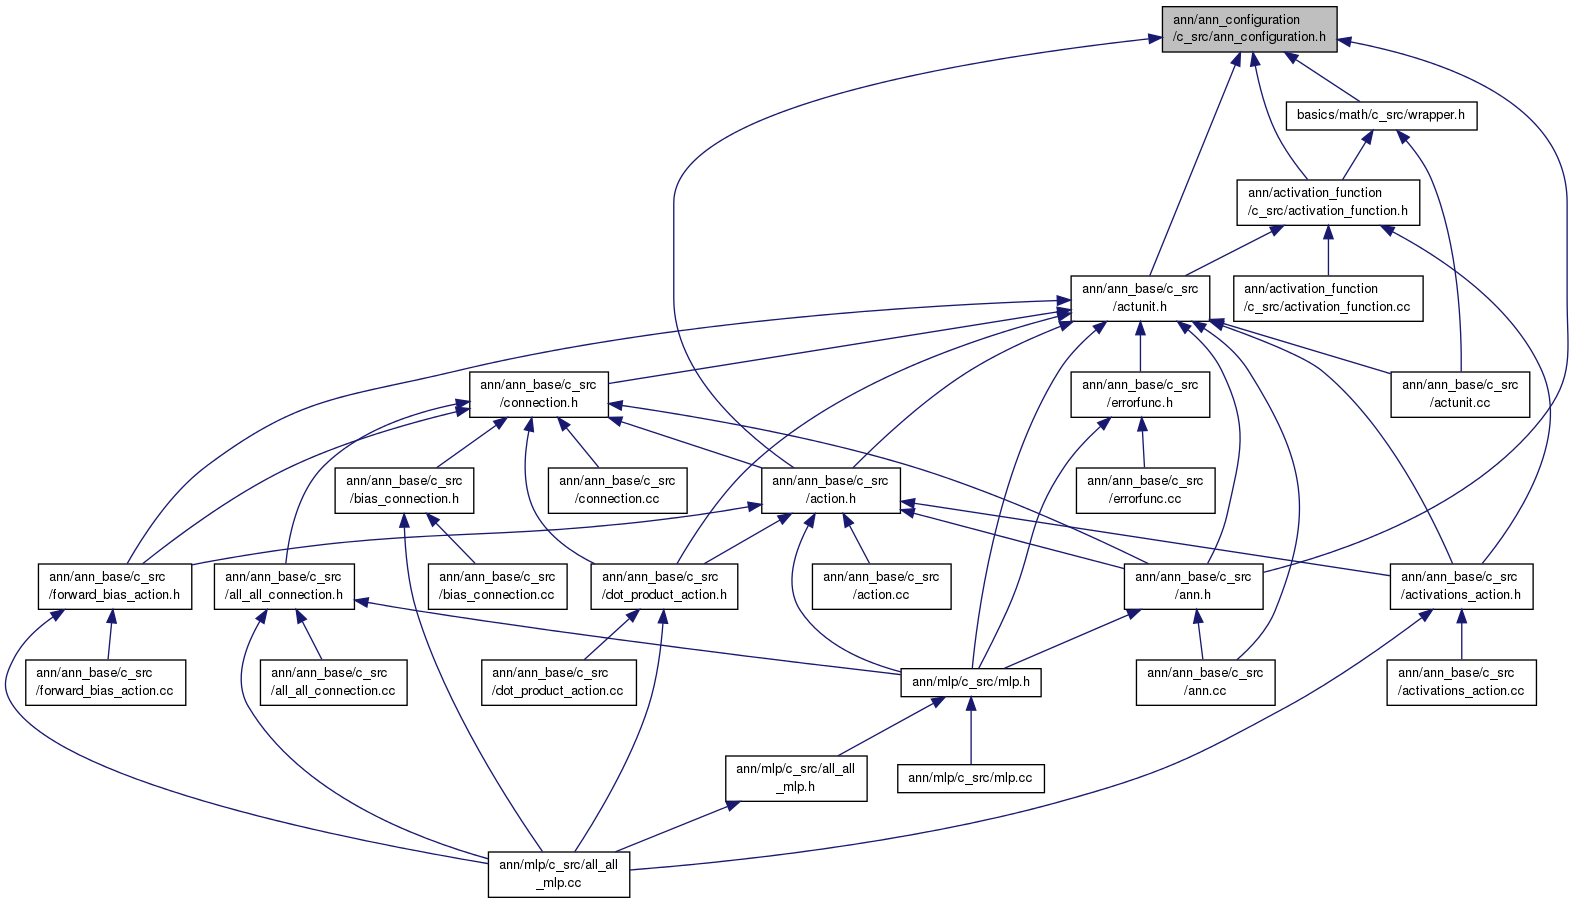 ann/ann_configuration
/c_src/ann_configuration.h
basics/math/c_src/wrapper.h
ann/activation_function
/c_src/activation_function.h
ann/ann_base/c_src
/actunit.h
ann/activation_function
/c_src/activation_function.cc
ann/ann_base/c_src
/connection.h
ann/ann_base/c_src
/errorfunc.h
ann/ann_base/c_src
/actunit.cc
ann/ann_base/c_src
/bias_connection.h
ann/ann_base/c_src
/connection.cc
ann/ann_base/c_src
/action.h
ann/ann_base/c_src
/errorfunc.cc
ann/ann_base/c_src
/forward_bias_action.h
ann/ann_base/c_src
/all_all_connection.h
ann/ann_base/c_src
/bias_connection.cc
ann/ann_base/c_src
/dot_product_action.h
ann/ann_base/c_src
/action.cc
ann/ann_base/c_src
/ann.h
ann/ann_base/c_src
/activations_action.h
ann/ann_base/c_src
/forward_bias_action.cc
ann/ann_base/c_src
/all_all_connection.cc
ann/ann_base/c_src
/dot_product_action.cc
ann/mlp/c_src/mlp.h
ann/ann_base/c_src
/ann.cc
ann/ann_base/c_src
/activations_action.cc
ann/mlp/c_src/all_all
_mlp.h
ann/mlp/c_src/mlp.cc
ann/mlp/c_src/all_all
_mlp.cc